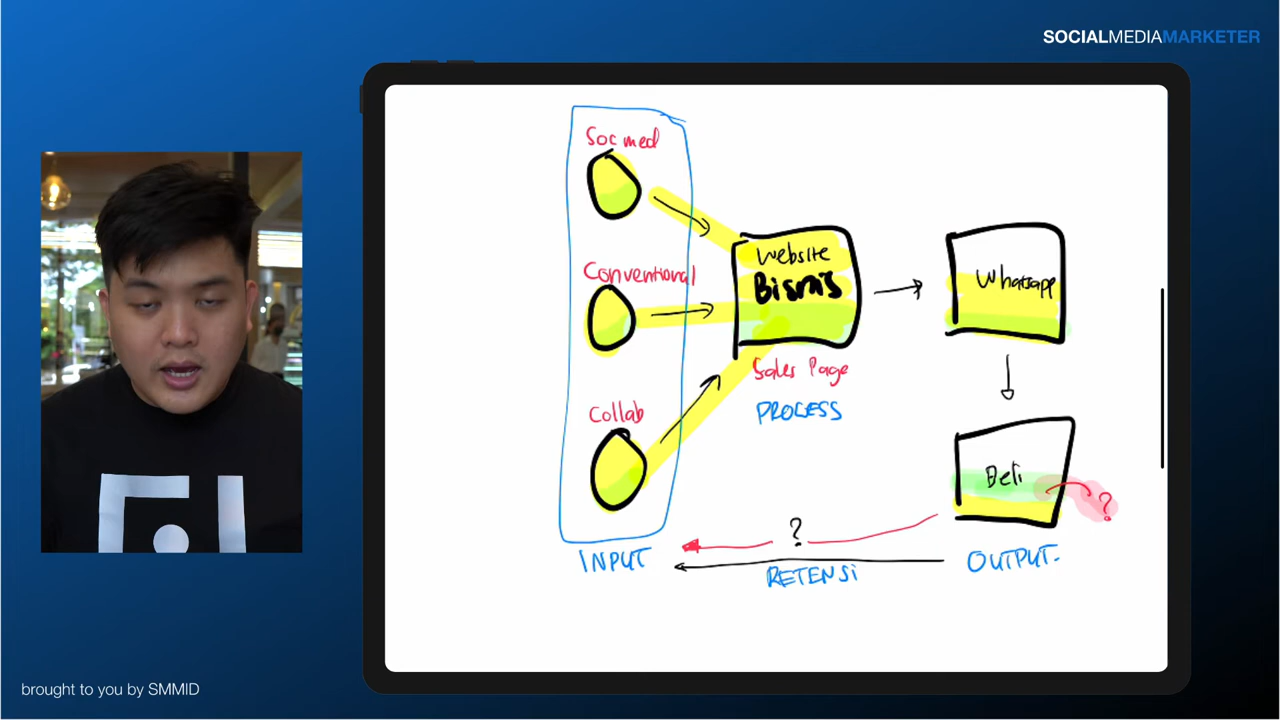 SOCIALMEDIAMARKETER
Socmed
Conventional
Collab
INPUT
Website
Bisnis
Sales Page
PROCESS
Whatsapp
Beli
?
OUTPUT.
?
RETENSi
brought to you by SMMID